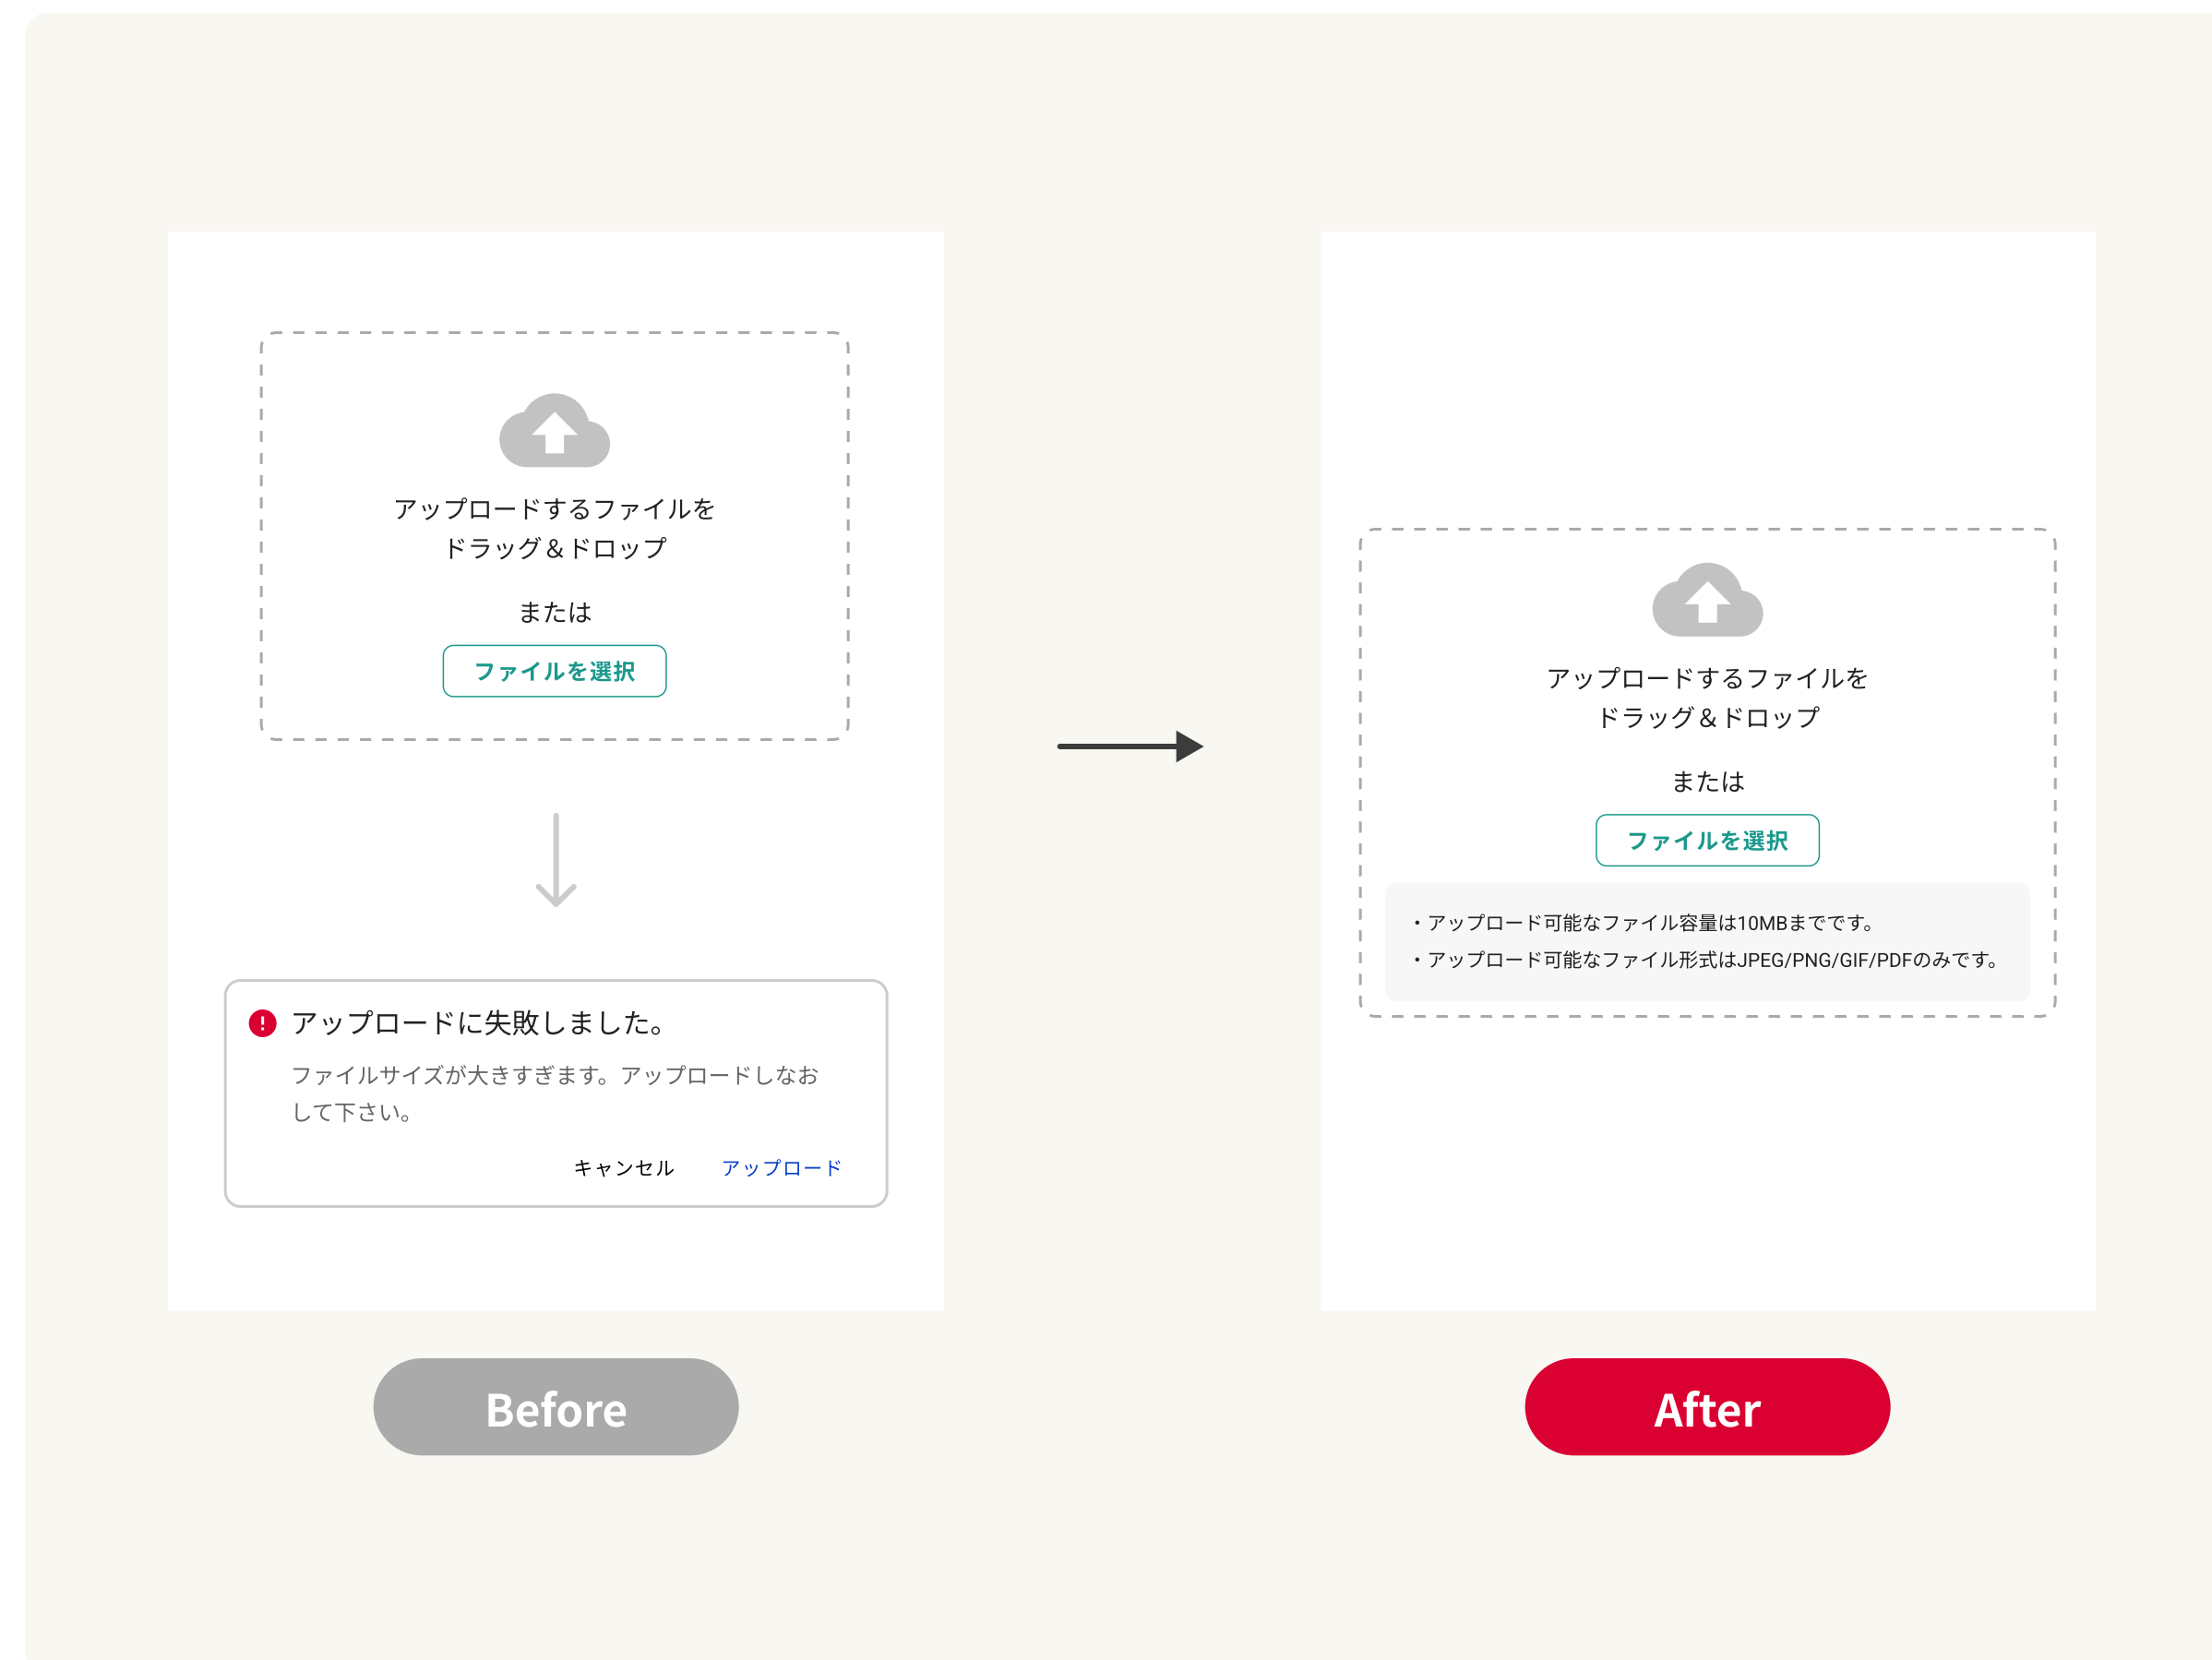 アップロードするファイルを
ドラッグ＆ドロップ
または
ファイルを選択
アップロードに失敗しました。
ファイルサイズが大きすぎます。アップロードしなお
して下さい。
キャンセル アップロード
Before
アップロードするファイルを
ドラッグ＆ドロップ
または
ファイルを選択
・アップロード可能なファイル容量は10MBまでです。
・アップロード可能なファイル形式はJPEG/PNG/GIF/PDFのみです。
After